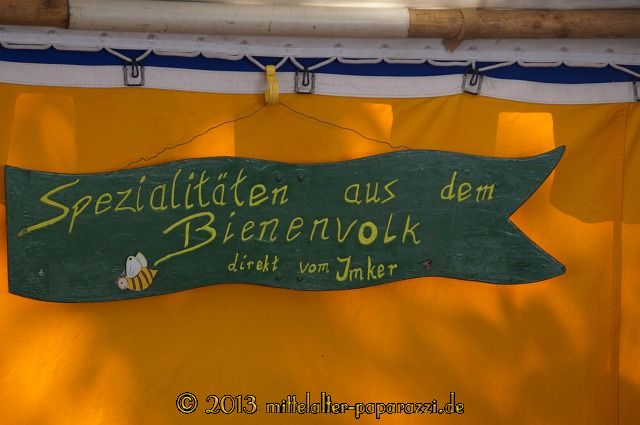 Spezialitäten aus dem
Bienenvolk
direkt vom Imker
© 2013 mittelalter-paparazzi.de